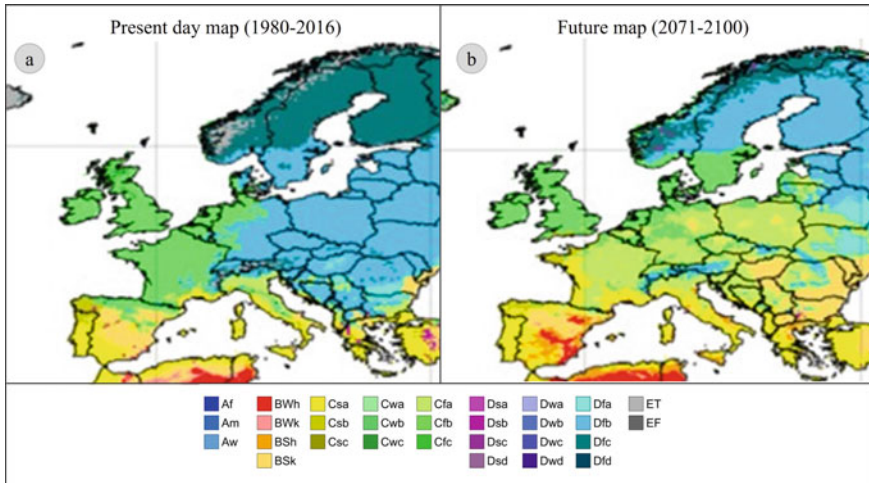 Present day map (1980-2016)
Future map (2071-2100)
a
b
Af BWh Csa Cwa Cfa Dsa Dwa Dfa ET
Am BWk Csb Cwb Cfb Dsb Dwb Dfb EF
Aw BSh Csc Cwc Cfc Dsc Dwc Dfc
BSk Dsd Dwd Dfd